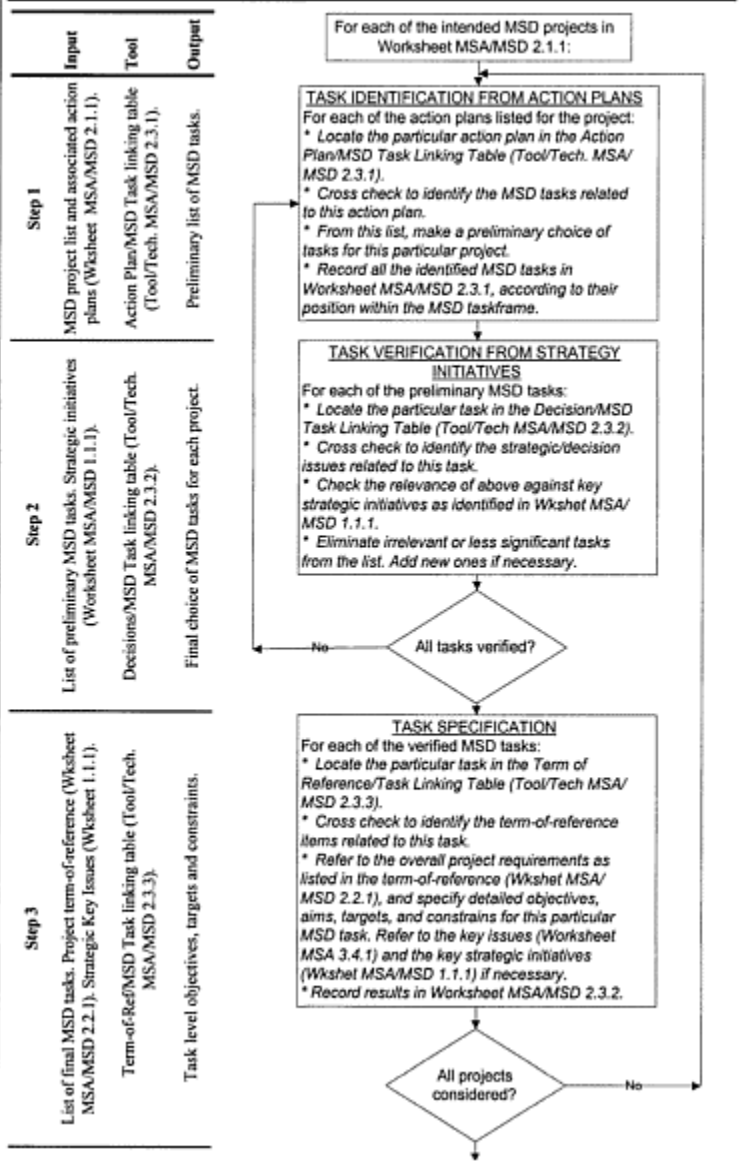 Input
Tool
Output
Step 1
MSD project list and associated action
plans (Wksheet MSA/MSD 2.1.1).
Action Plan/MSD Task linking table
(Tool/Tech. MSA/MSD 2.3.1).
Preliminary list of MSD tasks.
Step 2
List of preliminary MSD tasks. Strategic initiatives
(Worksheet MSA/MSD 1.1.1).
Decisions/MSD Task linking table (Tool/Tech.
MSA/MSD 2.3.2).
Final choice of MSD tasks for each project.
Step 3
List of final MSD tasks. Project term-of-reference (Wksheet
MSA/MSD 2.2.1). Strategic Key Issues (Wksheet 1.1.1).
Term-of-Ref/MSD Task linking table (Tool/Tech.
MSA/MSD 2.3.3).
Task level objectives, targets and constraints.
For each of the intended MSD projects in
Worksheet MSA/MSD 2.1.1:
TASK IDENTIFICATION FROM ACTION PLANS
For each of the action plans listed for the project:
* Locate the particular action plan in the Action
Plan/MSD Task Linking Table (Tool/Tech. MSA/
MSD 2.3.1).
* Cross check to identify the MSD tasks related
to this action plan.
* From this list, make a preliminary choice of
tasks for this particular project.
* Record all the identified MSD tasks in
Worksheet MSA/MSD 2.3.1, according to their
position within the MSD taskframe.
TASK VERIFICATION FROM STRATEGY
INITIATIVES
For each of the preliminary MSD tasks:
* Locate the particular task in the Decision/MSD
Task Linking Table (Tool/Tech MSA/MSD 2.3.2).
* Cross check to identify the strategic/decision
issues related to this task.
* Check the relevance of above against key
strategic initiatives as identified in Wkshet MSA/
MSD 1.1.1.
* Eliminate irrelevant or less significant tasks
from the list. Add new ones if necessary.
No
All tasks verified?
TASK SPECIFICATION
For each of the verified MSD tasks:
* Locate the particular task in the Term of
Reference/Task Linking Table (Tool/Tech MSA/
MSD 2.3.3).
* Cross check to identify the term-of-reference
items related to this task.
* Refer to the overall project requirements as
listed in the term-of-reference (Wkshet MSA/
MSD 2.2.1), and specify detailed objectives,
aims, targets, and constrains for this particular
MSD task. Refer to the key issues (Worksheet
MSA 3.4.1) and the key strategic initiatives
(Wkshet MSA/MSD 1.1.1) if necessary.
* Record results in Worksheet MSA/MSD 2.3.2.
All projects
considered?
No